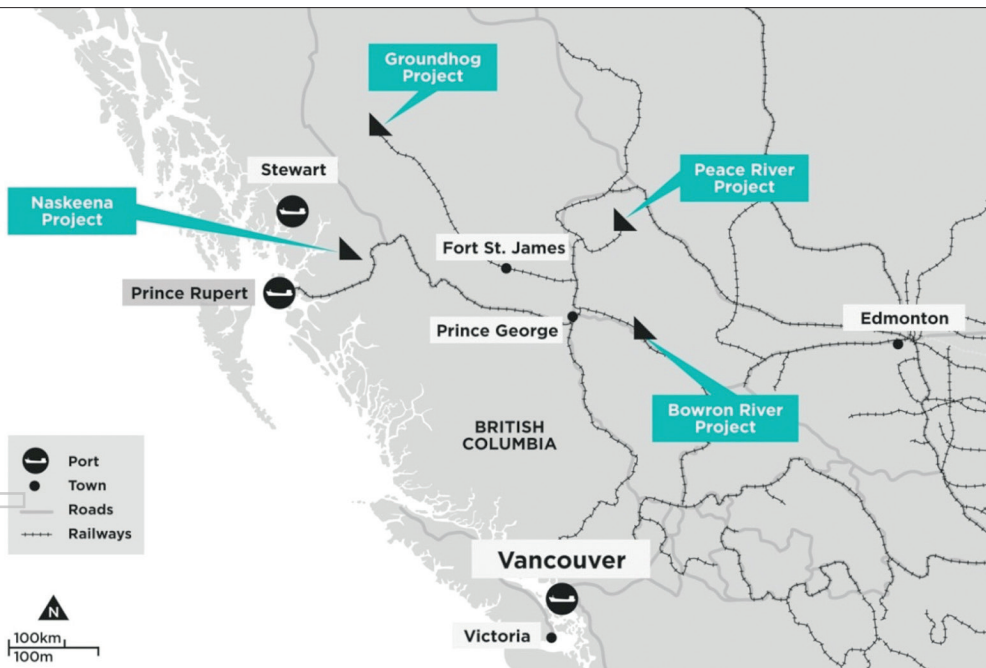 Groundhog
Project
Stewart
Peace River
Project
Naskeena
Project
Fort St. James
Prince Rupert
Prince George
Edmonton
Bowron River
Project
BRITISH
COLUMBIA
Port
Town
Roads
Railways
Vancouver
N
Victoria
100km
100m